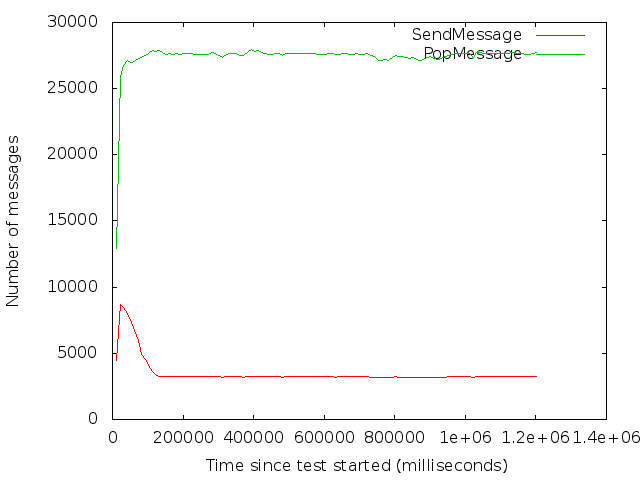 30000
25000
20000
15000
10000
5000
0
Number of messages
SendMessage
PopMessage
0 200000 400000 600000 800000 1e+06 1.2e+06 1.4e+06
Time since test started (milliseconds)